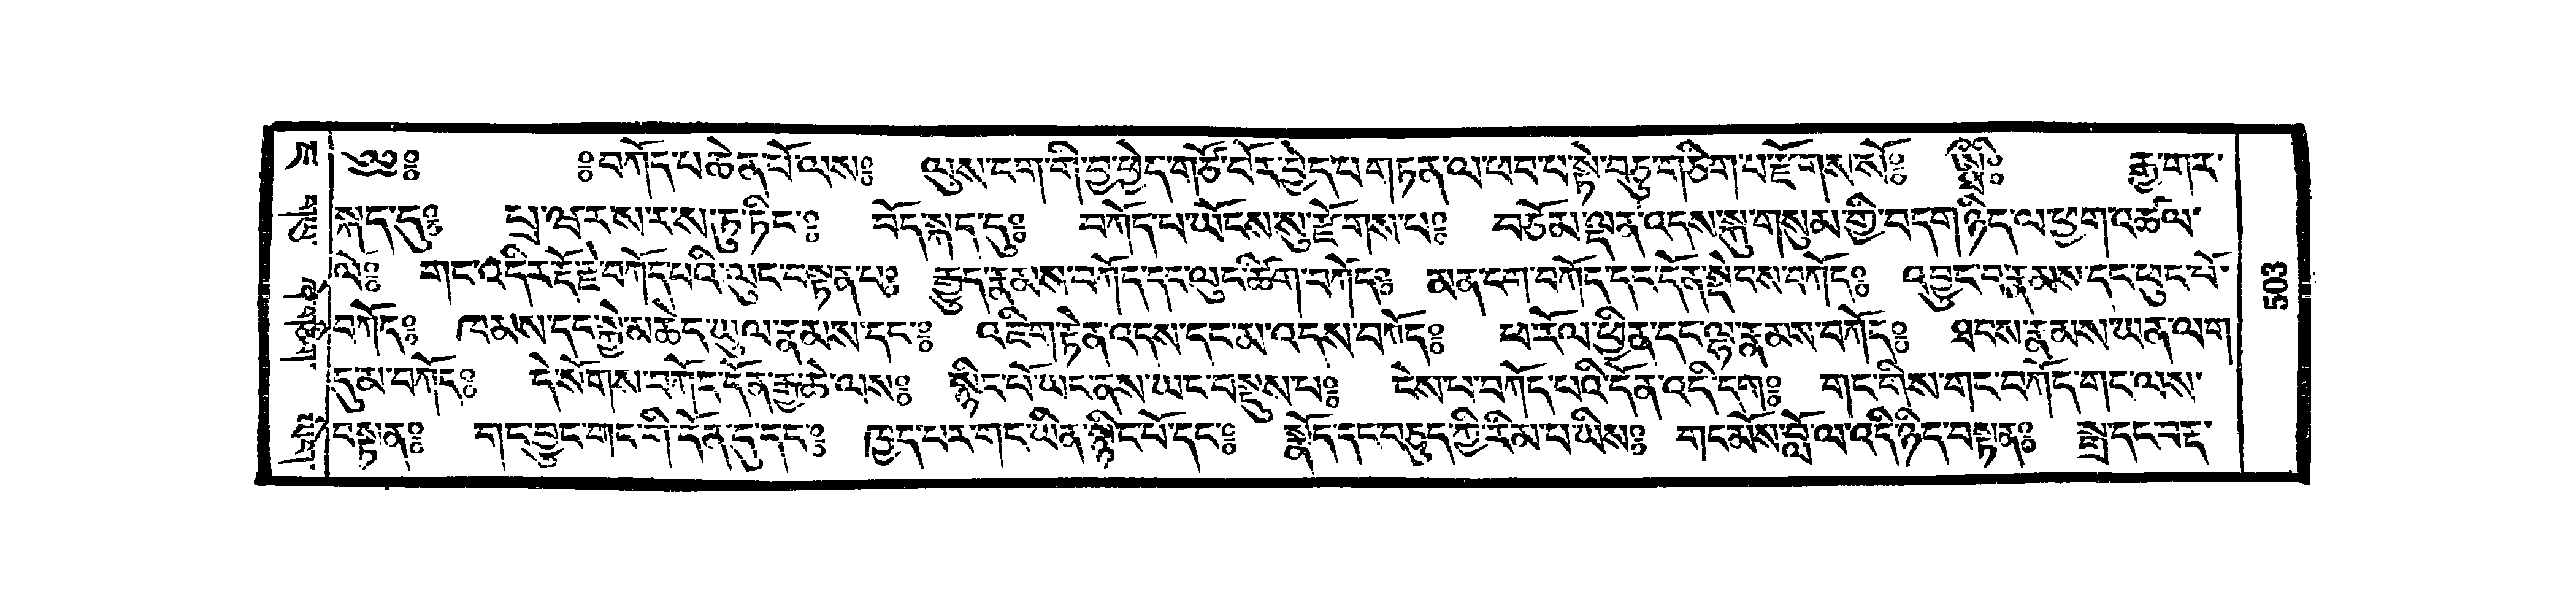 ༄༅༔ ༔བཀོད་པ་ཆེན་པོ་ལས༔ ལུས་ངག་གི་བྱ་བྱེད་གཙོ་བོར་བྱེད་པ་གཏན་ལ་ཕབ་པ་སྟེ་བཅུ་གཅིག་པ་རྫོགས་སོ༔ ཨིཐི༔ རྒྱ་གར་
སྐད་དུ༔ པྲ་ཝར་ས་ར་ས་ཏུ་ཏིང་༔ བོད་སྐད་དུ༔ བཀོད་པ་ཡོངས་སུ་རྫོགས་པ༔ བཅོམ་ལྡན་འདས་སྐུ་གསུམ་གྱི་བདག་ཉིད་ལ་ཕྱག་འཚལ་
ལོ༔ གང་འདིར་རྡོ་རྗེ་བཀོད་པའི་ལུང་བསྟན་པ༔ རྒྱུད་རྣམས་བཀོད་དང་ལུང་ཚིག་བཀོད༔ མན་ངག་བཀོད་དང་དོན་སྡེབས་བཀོད༔ འབྱུང་བ་རྣམས་དང་ཕུང་པོ་
བཀོད༔ ཁམས་དང་སྐྱེ་མཆེད་ཡུལ་རྣམས་དང་༔ འཇིག་རྟེན་འདས་དང་མ་འདས་བཀོད༔ ཕ་རོལ་ཕྱིན་དང་ལྷ་རྣམས་བཀོད༔ ཐབས་རྣམས་ཡན་ལག་
དུམ་བཀོད༔ དེ་སོགས་བཀོད་དོན་རྒྱ་ཆེ་ལས༔ སྙིང་པོ་ཡང་ནས་ཡང་བསྡུས་པ༔ ངེས་པ་བཀོད་པའི་དོན་འདི་དག༔ གང་གིས་གང་བཀོད་གང་ལས་
བསྟན༔ གང་བྱུང་གང་གི་དོན་དུ་དང་༔ ཁྱད་པར་གང་ཡིན་སྙིང་པོ་དང་༔ སྣོད་དང་བཅུད་ཀྱི་རིམ་པ་ཡིས༔ གང་མོས་བློ་ལ་འདི་ཉིད་བསྟན༔ སྒྲ་དང་བརྡ་
503